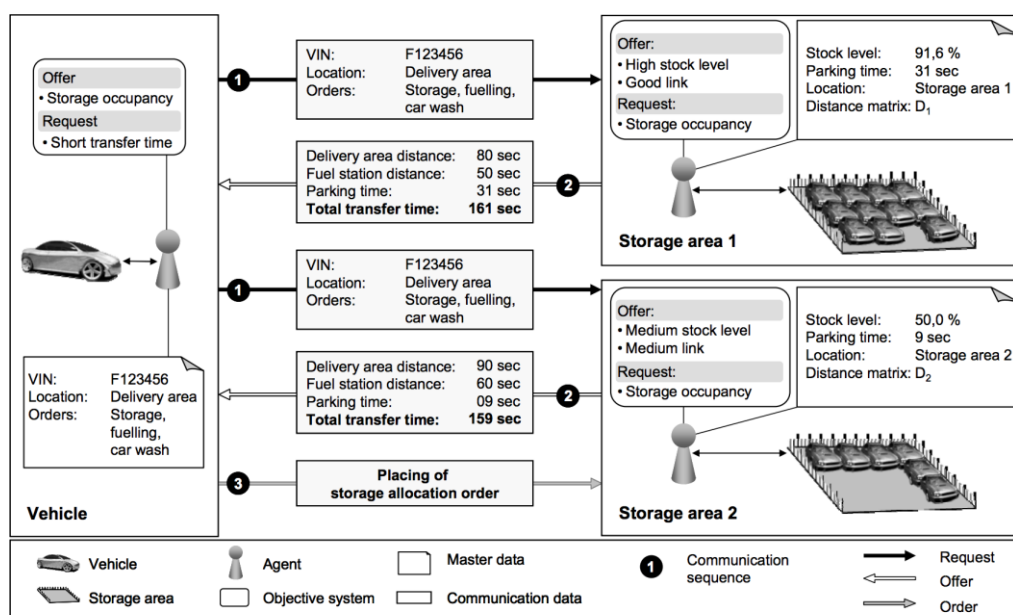 Offer
• Storage occupancy
Request
• Short transfer time
VIN: F123456
Location: Delivery area
Orders: Storage,
fuelling,
car wash
Vehicle
1
VIN: F123456
Location: Delivery area
Orders: Storage, fuelling,
car wash
Delivery area distance: 80 sec
Fuel station distance: 50 sec
Parking time: 31 sec
Total transfer time: 161 sec
2
1
VIN: F123456
Location: Delivery area
Orders: Storage, fuelling,
car wash
Delivery area distance: 90 sec
Fuel station distance: 60 sec
Parking time: 09 sec
Total transfer time: 159 sec
2
3
Placing of
storage allocation order
Offer:
• High stock level
• Good link
Request:
• Storage occupancy
Stock level: 91,6 %
Parking time: 31 sec
Location: Storage area 1
Distance matrix: D1
Storage area 1
Offer:
• Medium stock level
• Medium link
Request:
• Storage occupancy
Stock level: 50,0 %
Parking time: 9 sec
Location: Storage area 2
Distance matrix: D2
Storage area 2
Vehicle
Storage area
Agent
Objective system
Master data
Communication data
1
Communication
sequence
Request
Offer
Order